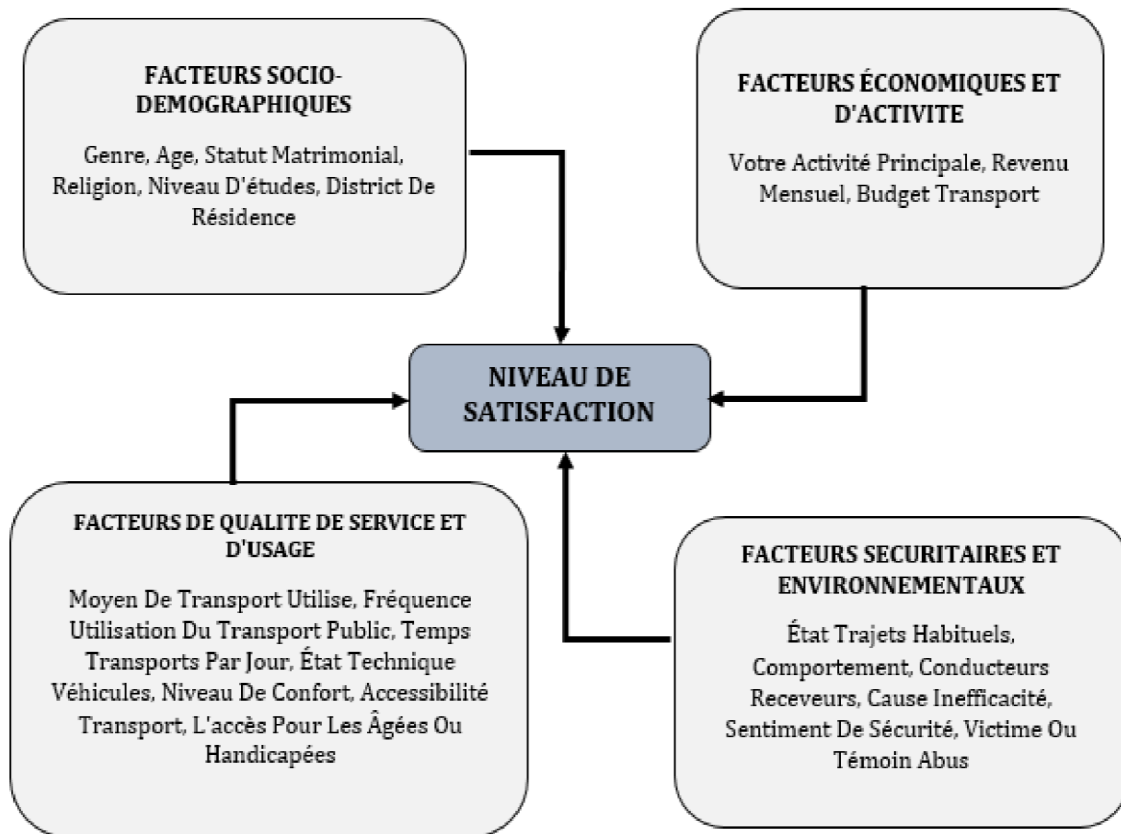 FACTEURS SOCIO-
DEMOGRAPHIQUES
Genre, Age, Statut Matrimonial,
Religion, Niveau D'études, District De
Résidence
FACTEURS ÉCONOMIQUES ET
D'ACTIVITE
Votre Activité Principale, Revenu
Mensuel, Budget Transport
NIVEAU DE
SATISFACTION
FACTEURS DE QUALITE DE SERVICE ET
D'USAGE
Moyen De Transport Utilise, Fréquence
Utilisation Du Transport Public, Temps
Transports Par Jour, État Technique
Véhicules, Niveau De Confort, Accessibilité
Transport, L'accès Pour Les Âgées Ou
Handicapées
FACTEURS SECURITAIRES ET
ENVIRONNEMENTAUX
État Trajets Habituels,
Comportement, Conducteurs
Receveurs, Cause Inefficacité,
Sentiment De Sécurité, Victime Ou
Témoin Abus